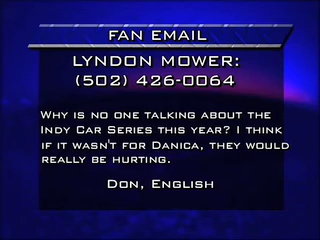 FAN EMAIL
LYNDON MOWER:
(502) 426-0064
WHY IS NO ONE TALKING ABOUT THE
INDY CAR SERIES THIS YEAR? I THINK
IF IT WASN'T FOR DANICA, THEY WOULD
REALLY BE HURTING.
DON, ENGLISH